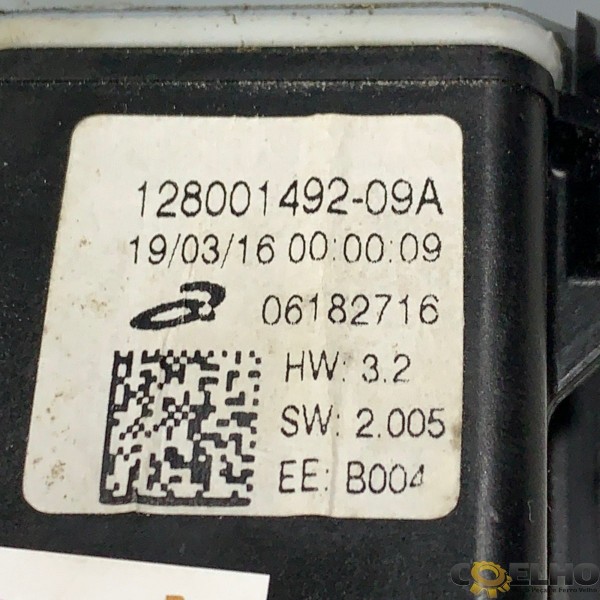 128001492-09A
19/03/16 00:00:09
06182716
HW: 3.2
SW: 2.005
EE: B004
COELHO